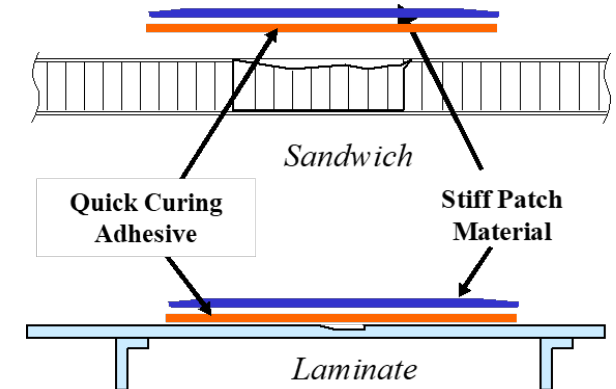 Sandwich
Quick Curing
Adhesive
Stiff Patch
Material
Laminate